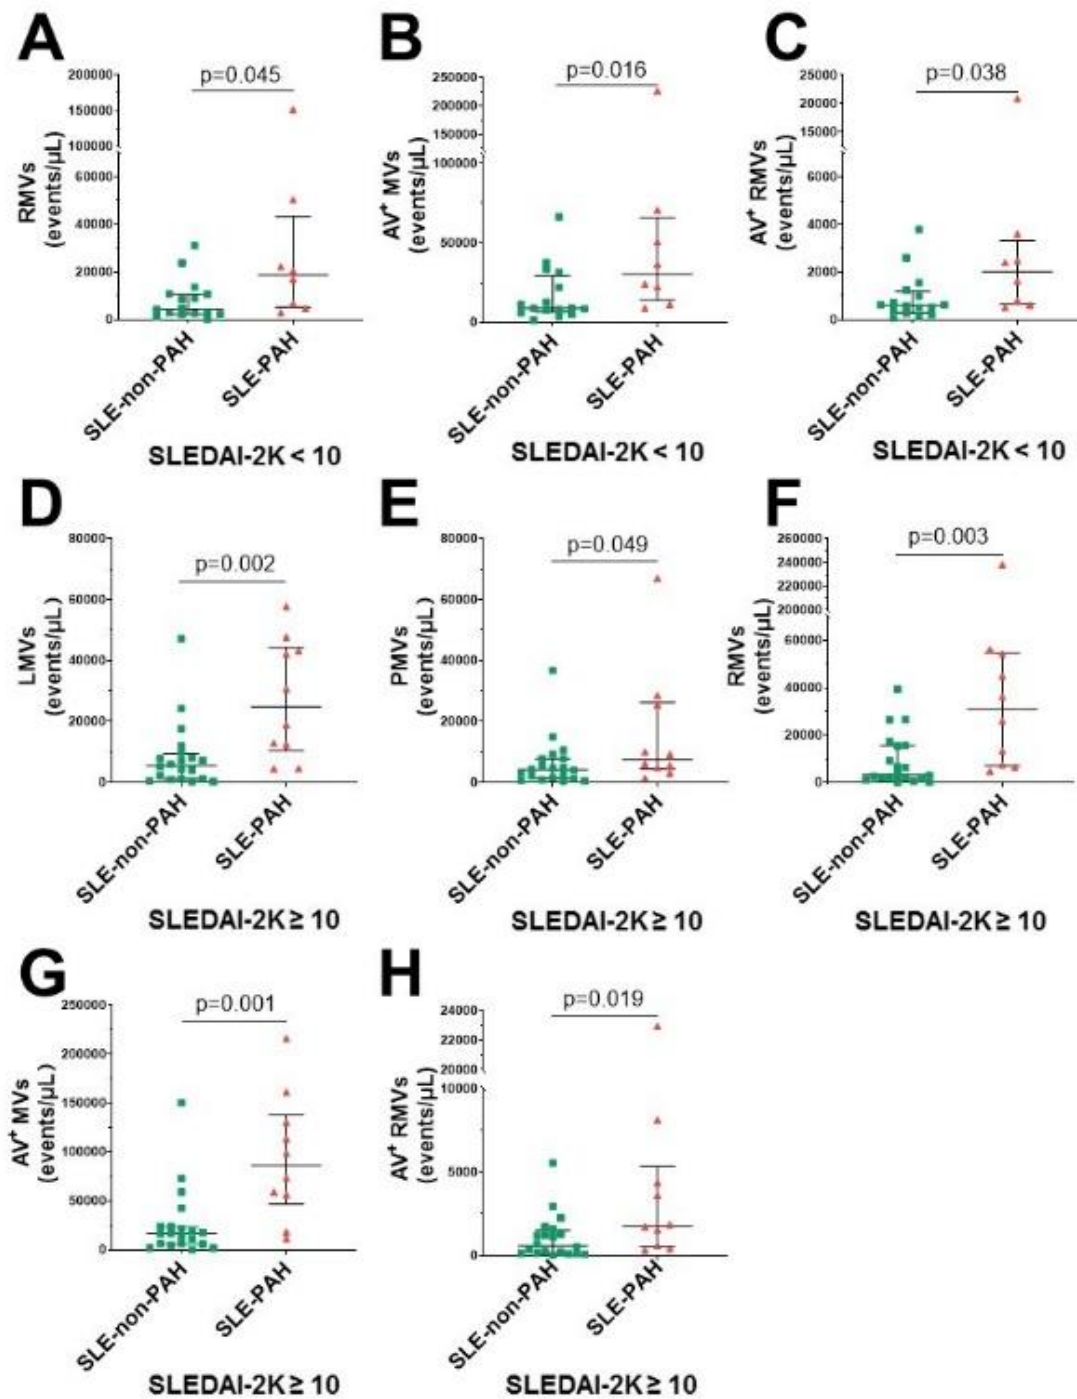 A
B
C
p=0.045
p=0.016
p=0.038
200000
150000
100000
60000
40000
20000
0
RMVs
(events/µL)
250000
200000
150000
100000
50000
0
AV⁺ MVs
(events/µL)
25000
20000
15000
6000
4000
2000
0
AV⁺ RMVs
(events/µL)
SLE-non-PAH
SLE-PAH
SLE-non-PAH
SLE-PAH
SLE-non-PAH
SLE-PAH
SLEDAI-2K < 10
SLEDAI-2K < 10
SLEDAI-2K < 10
D
E
F
p=0.002
p=0.049
p=0.003
80000
60000
40000
20000
0
LMVs
(events/µL)
80000
60000
40000
20000
0
PMVs
(events/µL)
260000
240000
220000
200000
60000
40000
20000
0
RMVs
(events/µL)
SLE-non-PAH
SLE-PAH
SLE-non-PAH
SLE-PAH
SLE-non-PAH
SLE-PAH
SLEDAI-2K ≥ 10
SLEDAI-2K ≥ 10
SLEDAI-2K ≥ 10
G
H
p=0.001
p=0.019
250000
200000
150000
100000
50000
0
AV⁺ MVs
(events/µL)
24000
22000
20000
10000
5000
0
AV⁺ RMVs
(events/µL)
SLE-non-PAH
SLE-PAH
SLE-non-PAH
SLE-PAH
SLEDAI-2K ≥ 10
SLEDAI-2K ≥ 10